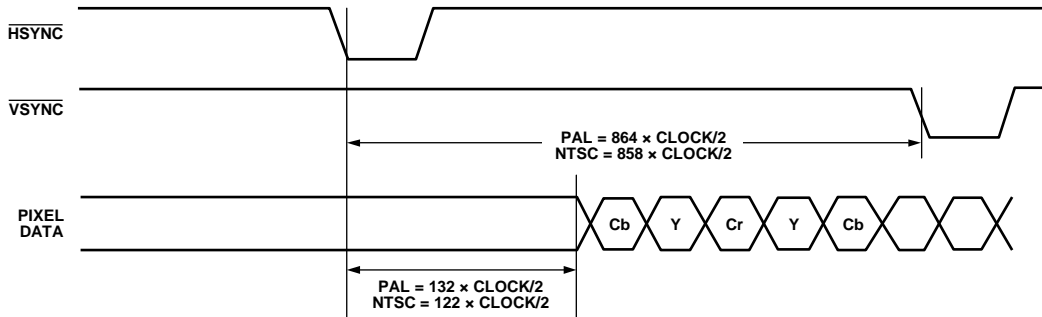 HSYNC
VSYNC
PAL = 864 × CLOCK/2
NTSC = 858 × CLOCK/2
PIXEL
DATA
Cb Y Cr Y Cb
PAL = 132 × CLOCK/2
NTSC = 122 × CLOCK/2